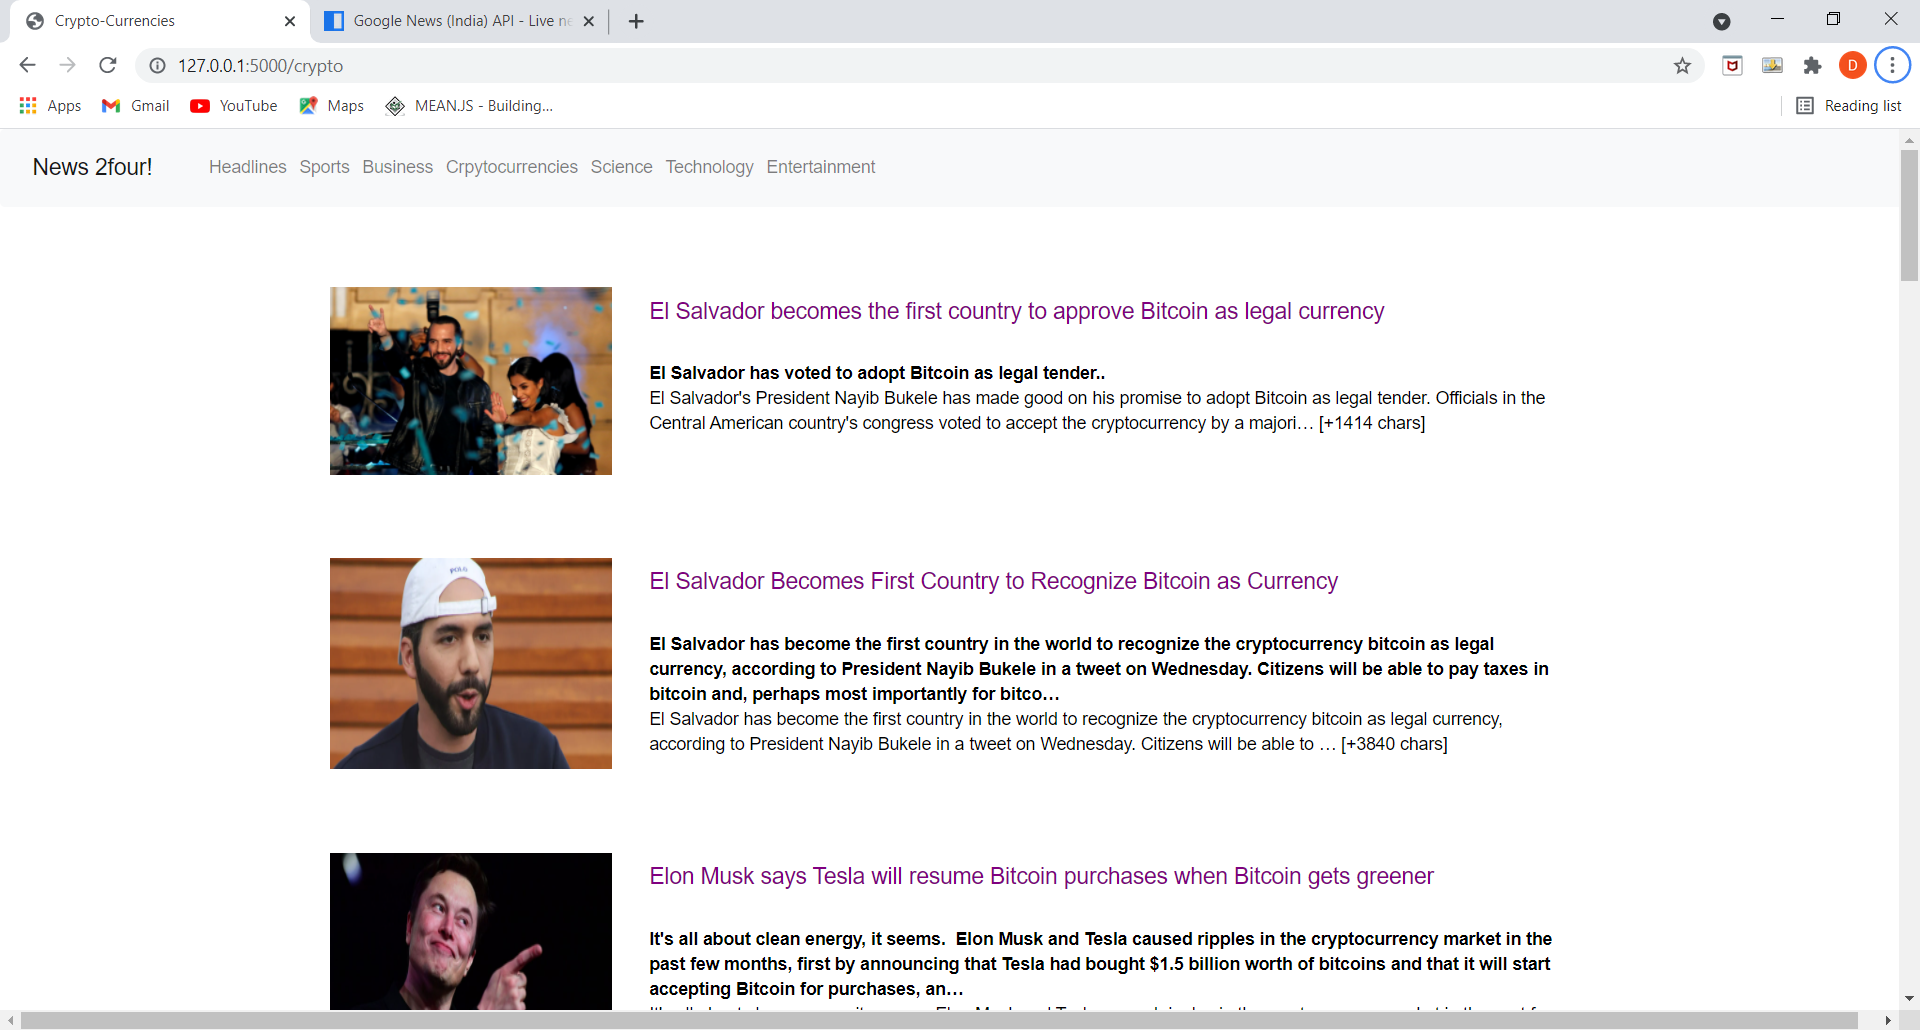 Crypto-Currencies
Google News (India) API - Live ne
127.0.0.1:5000/crypto
D
Apps Gmail YouTube Maps MEAN.JS - Building... Reading list
News 2four! Headlines Sports Business Crpytocurrencies Science Technology Entertainment
El Salvador becomes the first country to approve Bitcoin as legal currency
El Salvador has voted to adopt Bitcoin as legal tender..
El Salvador's President Nayib Bukele has made good on his promise to adopt Bitcoin as legal tender. Officials in the
Central American country's congress voted to accept the cryptocurrency by a majori… [+1414 chars]
POLO
El Salvador Becomes First Country to Recognize Bitcoin as Currency
El Salvador has become the first country in the world to recognize the cryptocurrency bitcoin as legal
currency, according to President Nayib Bukele in a tweet on Wednesday. Citizens will be able to pay taxes in
bitcoin and, perhaps most importantly for bitco…
El Salvador has become the first country in the world to recognize the cryptocurrency bitcoin as legal currency,
according to President Nayib Bukele in a tweet on Wednesday. Citizens will be able to … [+3840 chars]
Elon Musk says Tesla will resume Bitcoin purchases when Bitcoin gets greener
It's all about clean energy, it seems.  Elon Musk and Tesla caused ripples in the cryptocurrency market in the
past few months, first by announcing that Tesla had bought $1.5 billion worth of bitcoins and that it will start
accepting Bitcoin for purchases, an…